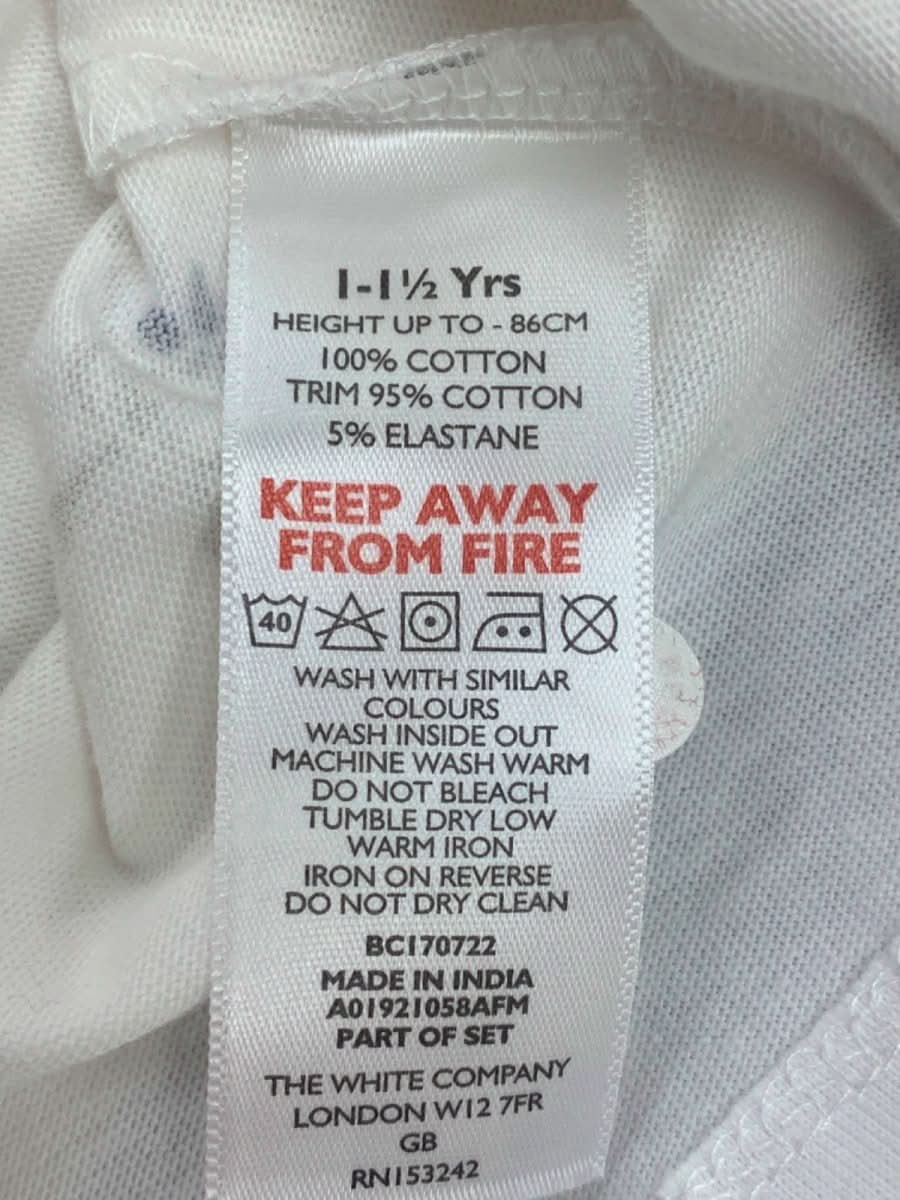 1-1½ Yrs
HEIGHT UP TO - 86CM
100% COTTON
TRIM 95% COTTON
5% ELASTANE
KEEP AWAY
FROM FIRE
40
WASH WITH SIMILAR
COLOURS
WASH INSIDE OUT
MACHINE WASH WARM
DO NOT BLEACH
TUMBLE DRY LOW
WARM IRON
IRON ON REVERSE
DO NOT DRY CLEAN
BC170722
MADE IN INDIA
A01921058AFM
PART OF SET
THE WHITE COMPANY
LONDON W12 7FR
GB
RN153242